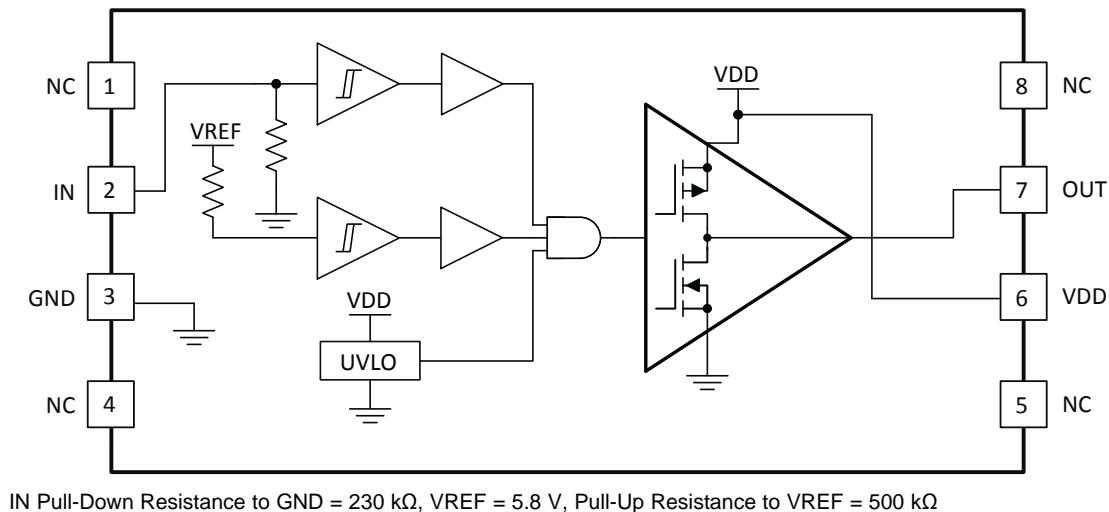 NC 1
IN 2
GND 3
NC 4
VREF
VDD
UVLO
VDD
8 NC
7 OUT
6 VDD
5 NC
IN Pull-Down Resistance to GND = 230 kΩ, VREF = 5.8 V, Pull-Up Resistance to VREF = 500 kΩ